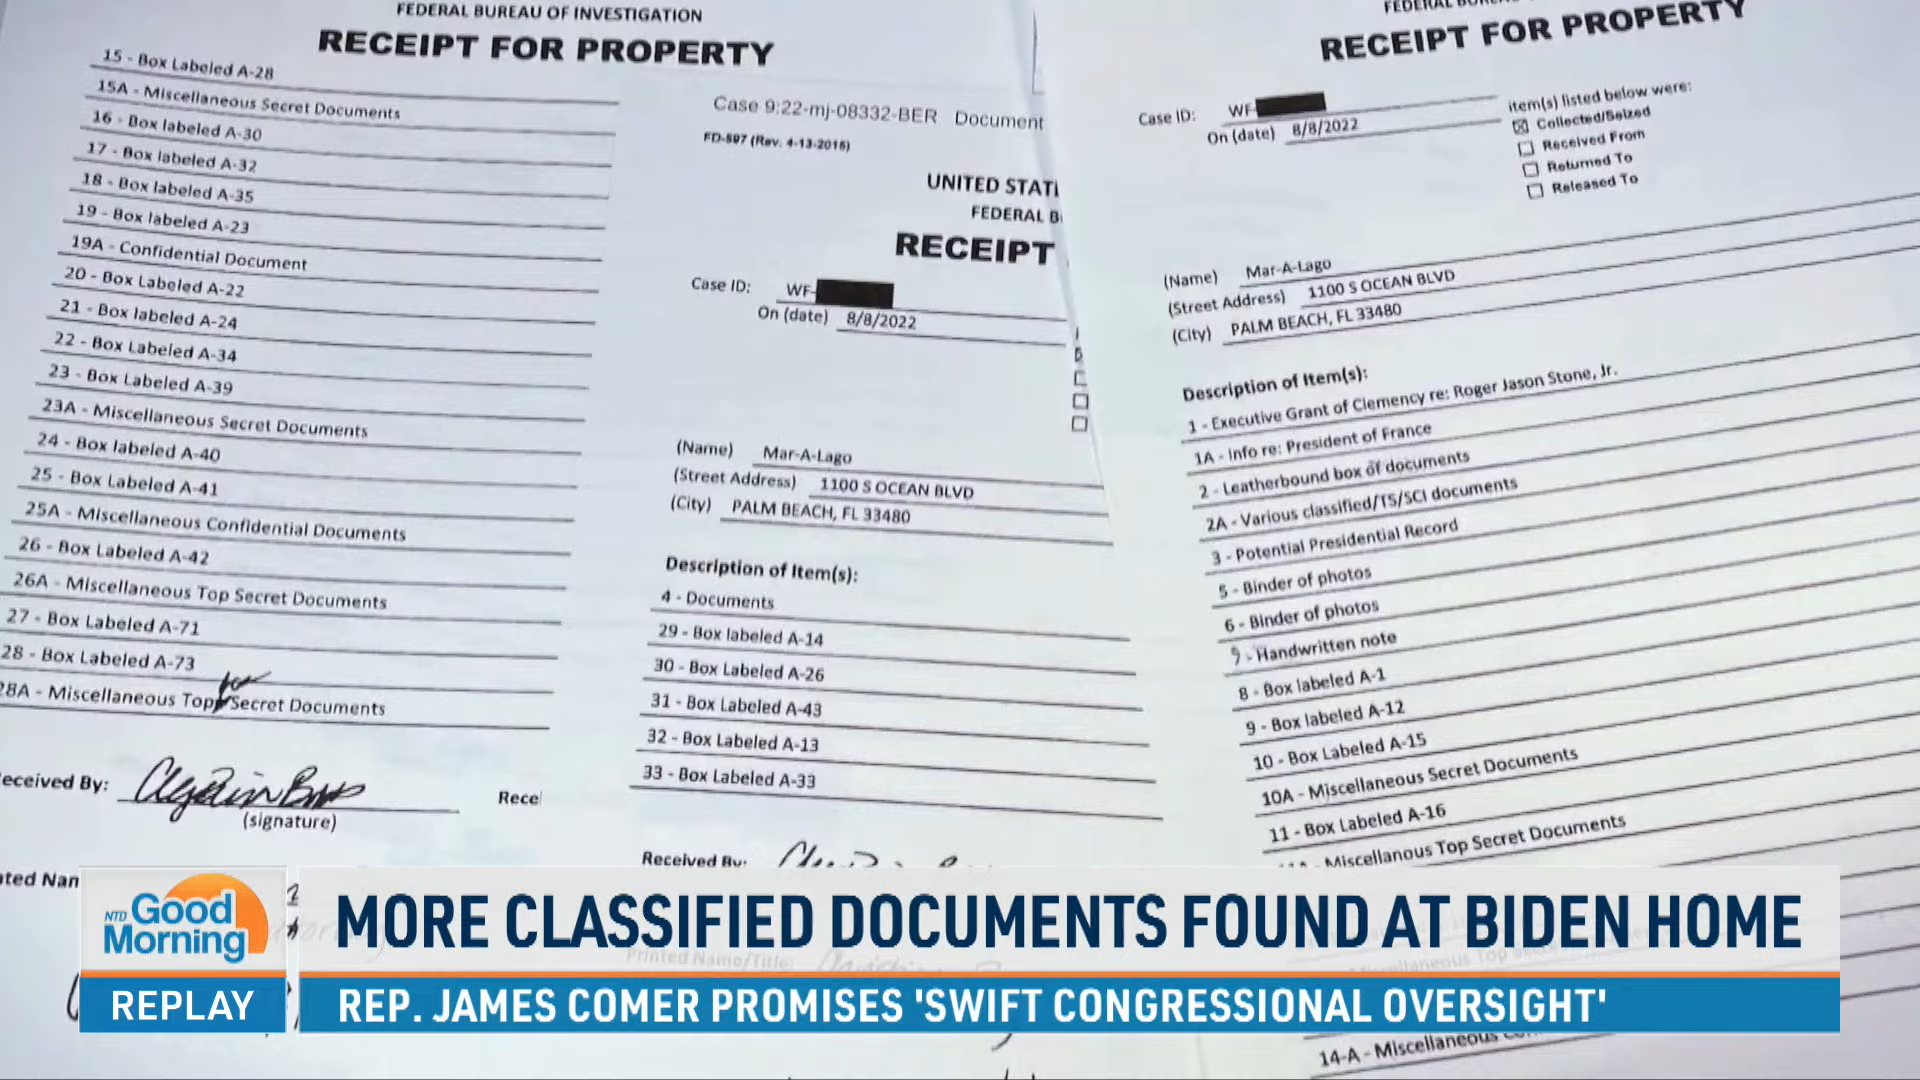 FEDERAL BUREAU OF INVESTIGATION
RECEIPT FOR PROPERTY
15 - Box Labeled A-28
15A - Miscellaneous Secret Documents
16 - Box labeled A-30
17 - Box labeled A-32
18 - Box labeled A-35
19 - Box labeled A-23
19A - Confidential Document
20 - Box Labeled A-22
21 - Box labeled A-24
22 - Box Labeled A-34
23 - Box Labeled A-39
23A - Miscellaneous Secret Documents
24 - Box labeled A-40
25 - Box Labeled A-41
25A - Miscellaneous Confidential Documents
26 - Box Labeled A-42
26A - Miscellaneous Top Secret Documents
27 - Box Labeled A-71
28 - Box Labeled A-73
28A - Miscellaneous Top Secret Documents
eceived By:
(signature)
Rece
ted Nam
Case 9:22-mj-08332-BER Document
FD-597 (Rev. 4-13-2015)
UNITED STAT
FEDERAL B
RECEIPT
Case ID: WF-
On (date) 8/8/2022
(Name) Mar-A-Lago
(Street Address) 1100 S OCEAN BLVD
(City) PALM BEACH, FL 33480
Description of Item(s):
4 - Documents
29 - Box labeled A-14
30 - Box Labeled A-26
31 - Box Labeled A-43
32 - Box Labeled A-13
33 - Box Labeled A-33
Received By:
Printed Name/Title:
FEDERAL
RECEIPT FOR PROPERTY
Case ID: WF-
On (date) 8/8/2022
item(s) listed below were:
Collected/Seized
Received From
Returned To
Released To
(Name) Mar-A-Lago
(Street Address) 1100 S OCEAN BLVD
(City) PALM BEACH, FL 33480
Description of Item(s):
1 - Executive Grant of Clemency re: Roger Jason Stone, Jr.
1A - Info re: President of France
2 - Leatherbound box of documents
2A - Various classified/TS/SCI documents
3 - Potential Presidential Record
5 - Binder of photos
6 - Binder of photos
7 - Handwritten note
8 - Box labeled A-1
9 - Box labeled A-12
10 - Box Labeled A-15
10A - Miscellaneous Secret Documents
11 - Box Labeled A-16
11A - Miscellanous Top Secret Documents
14-A - Miscellaneous
NTD Good Morning
REPLAY
MORE CLASSIFIED DOCUMENTS FOUND AT BIDEN HOME
REP. JAMES COMER PROMISES 'SWIFT CONGRESSIONAL OVERSIGHT'